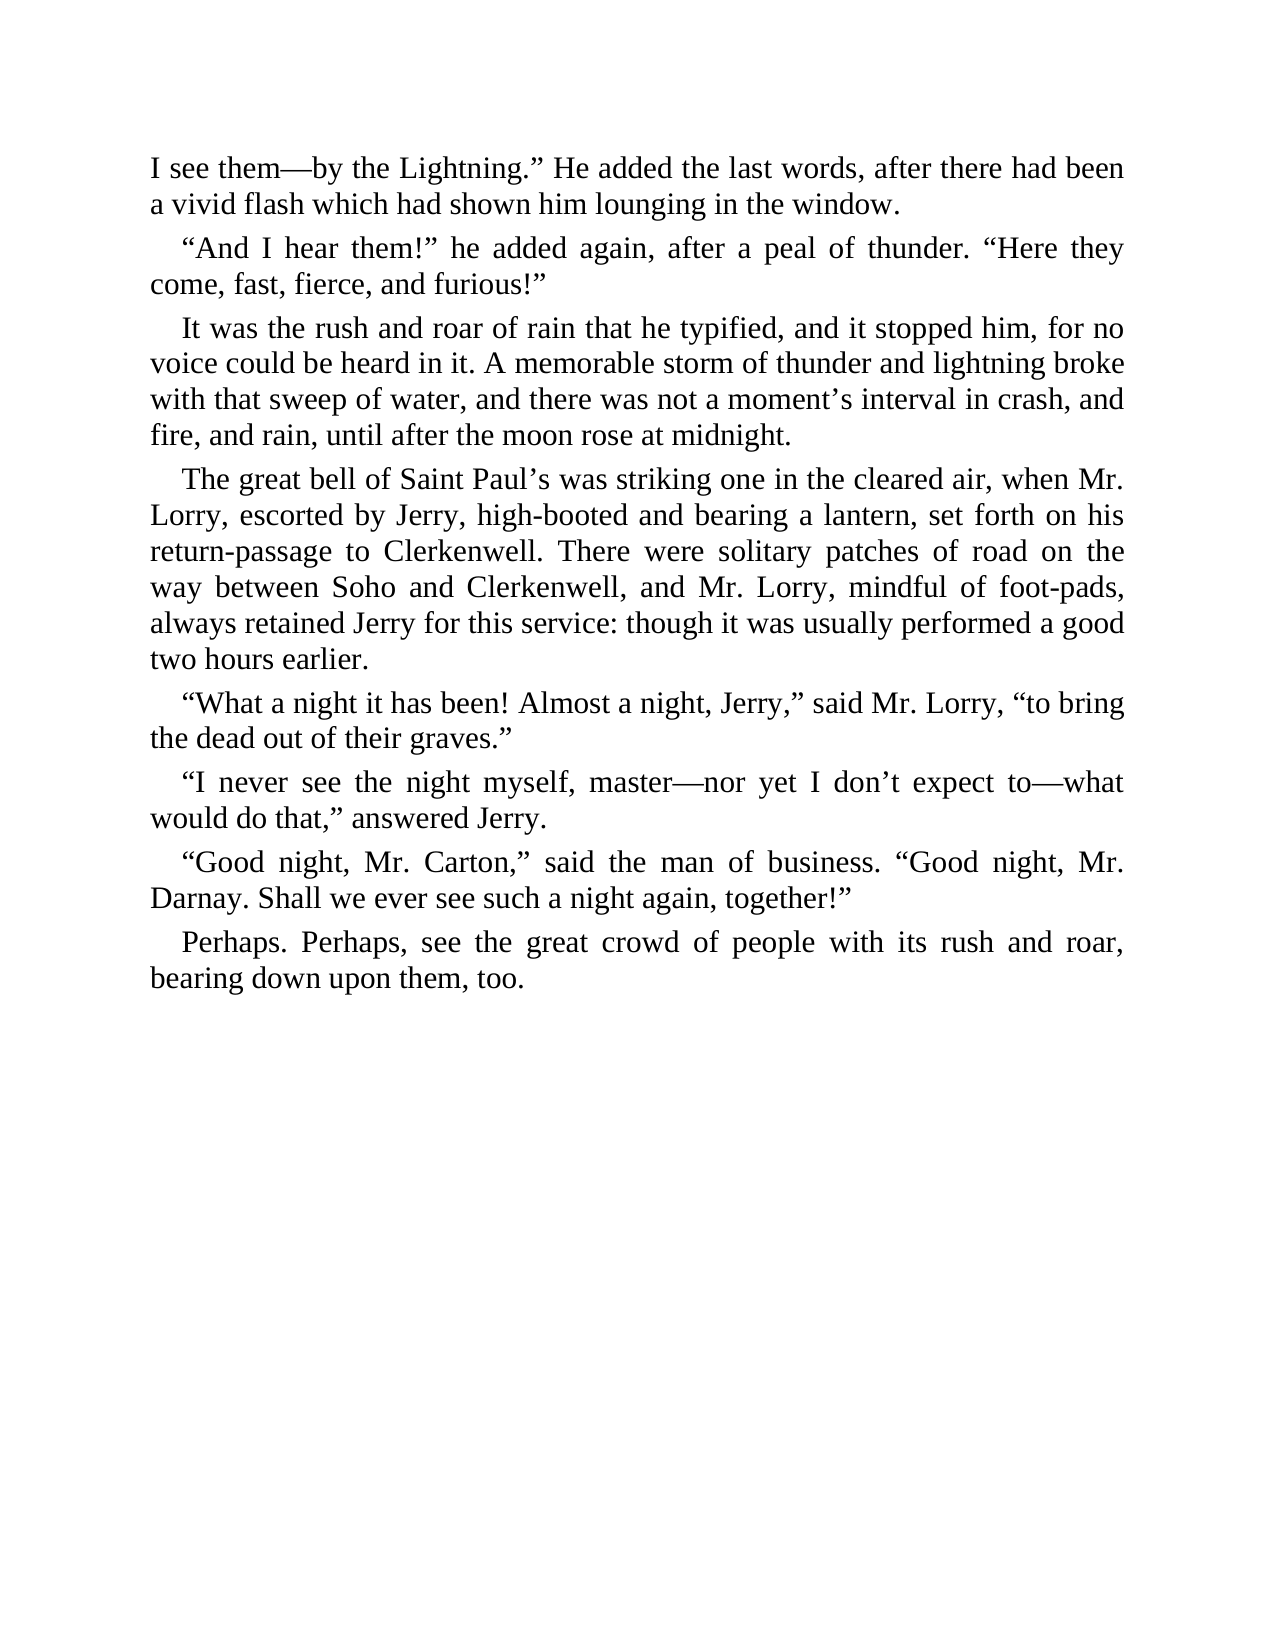 I see them—by the Lightning.” He added the last words, after there had been
a vivid flash which had shown him lounging in the window.
“And I hear them!” he added again, after a peal of thunder. “Here they
come, fast, fierce, and furious!”
It was the rush and roar of rain that he typified, and it stopped him, for no
voice could be heard in it. A memorable storm of thunder and lightning broke
with that sweep of water, and there was not a moment’s interval in crash, and
fire, and rain, until after the moon rose at midnight.
The great bell of Saint Paul’s was striking one in the cleared air, when Mr.
Lorry, escorted by Jerry, high-booted and bearing a lantern, set forth on his
return-passage to Clerkenwell. There were solitary patches of road on the
way between Soho and Clerkenwell, and Mr. Lorry, mindful of foot-pads,
always retained Jerry for this service: though it was usually performed a good
two hours earlier.
“What a night it has been! Almost a night, Jerry,” said Mr. Lorry, “to bring
the dead out of their graves.”
“I never see the night myself, master—nor yet I don’t expect to—what
would do that,” answered Jerry.
“Good night, Mr. Carton,” said the man of business. “Good night, Mr.
Darnay. Shall we ever see such a night again, together!”
Perhaps. Perhaps, see the great crowd of people with its rush and roar,
bearing down upon them, too.